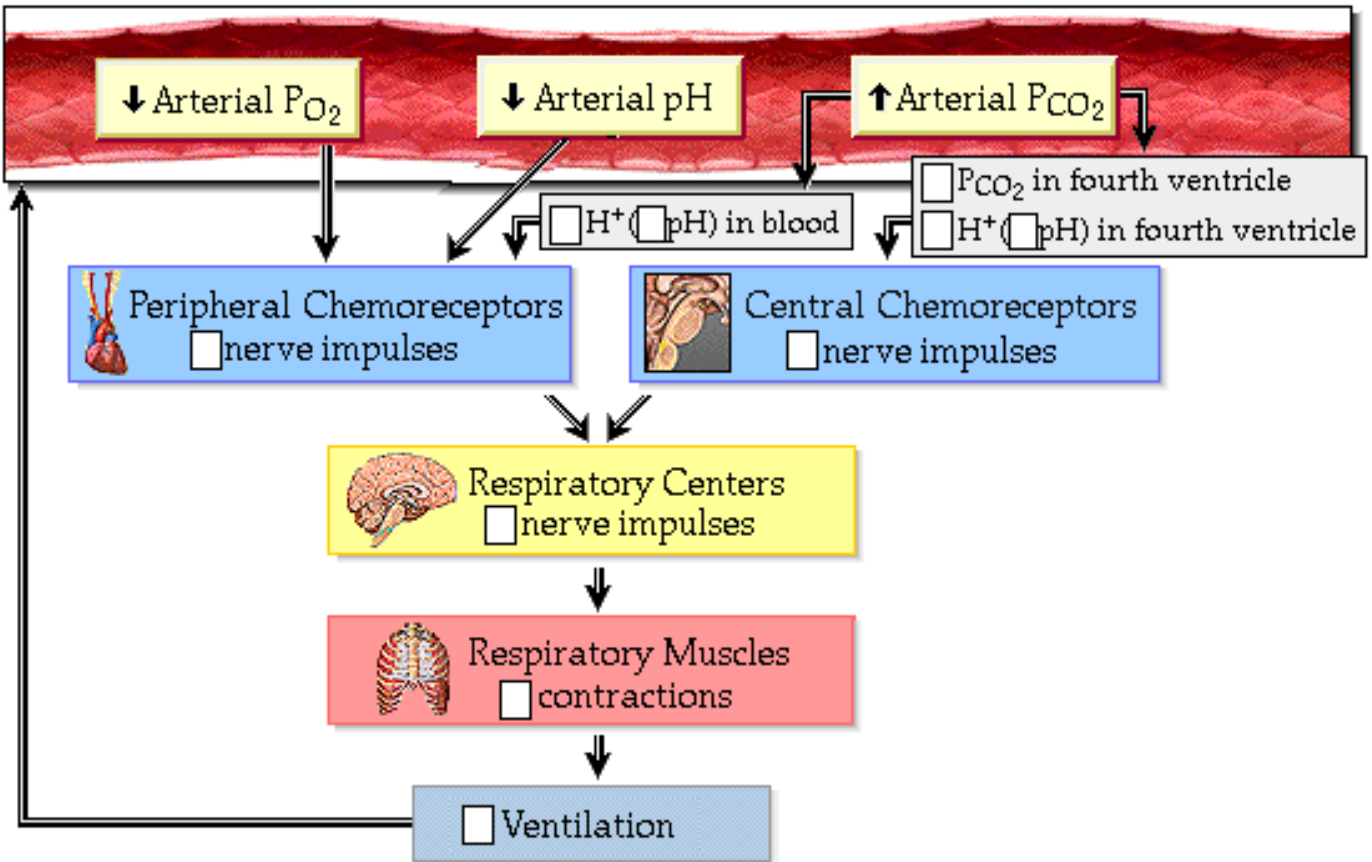 ↓ Arterial PO2
↓ Arterial pH
↑ Arterial PCO2
□ PCO2 in fourth ventricle
□ H+ (□pH) in fourth ventricle
□ H+ (□pH) in blood
Peripheral Chemoreceptors
□ nerve impulses
Central Chemoreceptors
□ nerve impulses
Respiratory Centers
□ nerve impulses
Respiratory Muscles
□ contractions
□ Ventilation